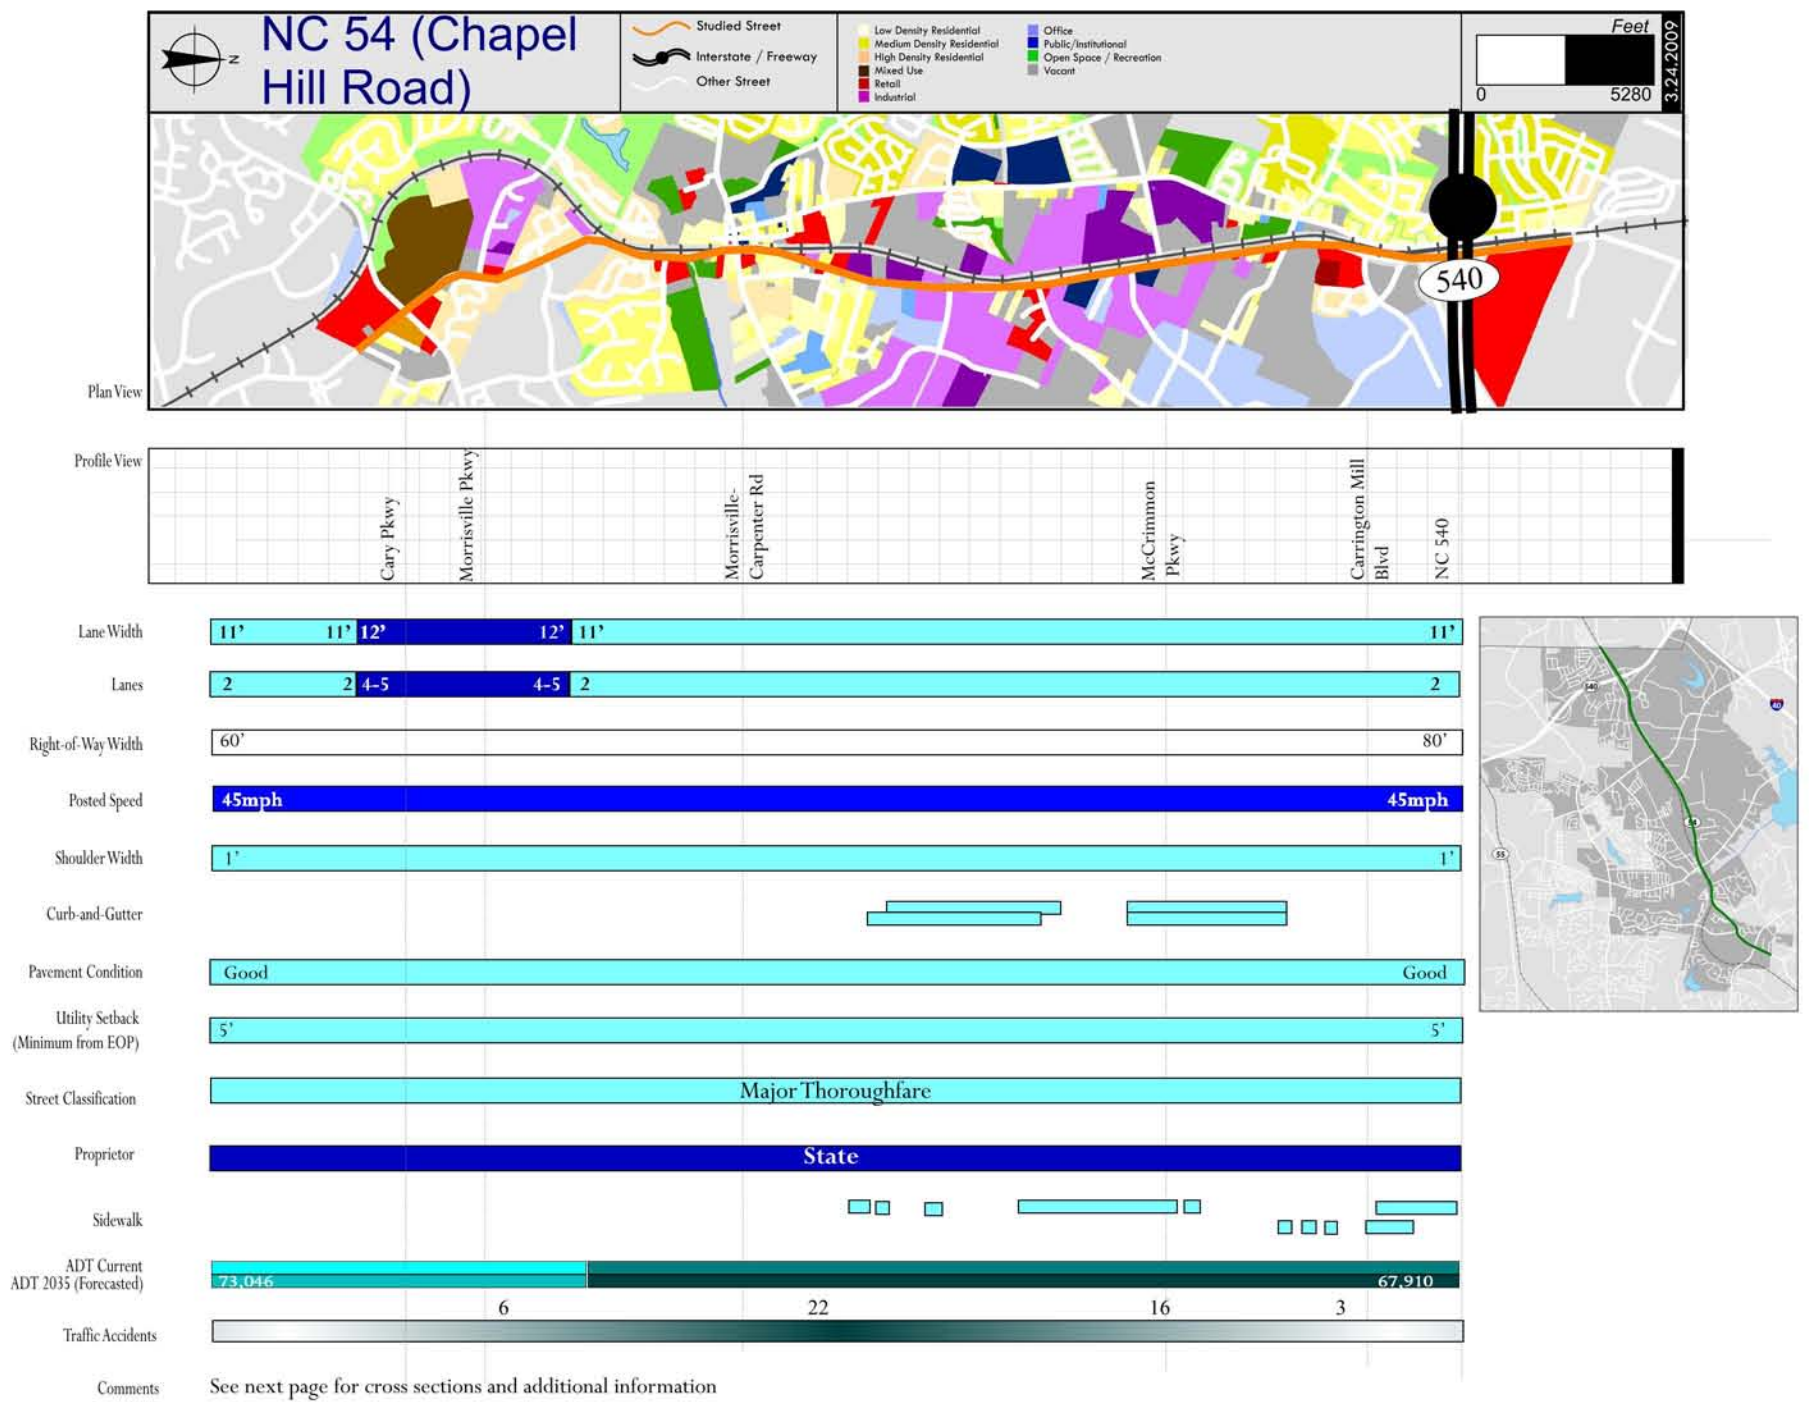 NC 54 (Chapel
Hill Road)
N
Studied Street
Interstate / Freeway
Other Street
Low Density Residential
Medium Density Residential
High Density Residential
Mixed Use
Retail
Industrial
Office
Public/Institutional
Open Space / Recreation
Vacant
Feet
0 5280
3.24.2009
540
Plan View
Profile View
Cary Pkwy
Morrisville Pkwy
Morrisville-
Carpenter Rd
McCrimmon
Pkwy
Carrington Mill
Blvd
NC 540
Lane Width 11’ 11’ 12’ 12’ 11’ 11’
Lanes 2 2 4-5 4-5 2 2
Right-of-Way Width 60’ 80’
Posted Speed 45mph 45mph
Shoulder Width 1’ 1’
Curb-and-Gutter
Pavement Condition Good Good
Utility Setback
(Minimum from EOP) 5’ 5’
Street Classification Major Thoroughfare
Proprietor State
Sidewalk
ADT Current
ADT 2035 (Forecasted) 73,046 67,910
6 22 16 3
Traffic Accidents
Comments See next page for cross sections and additional information
540
40
54
55